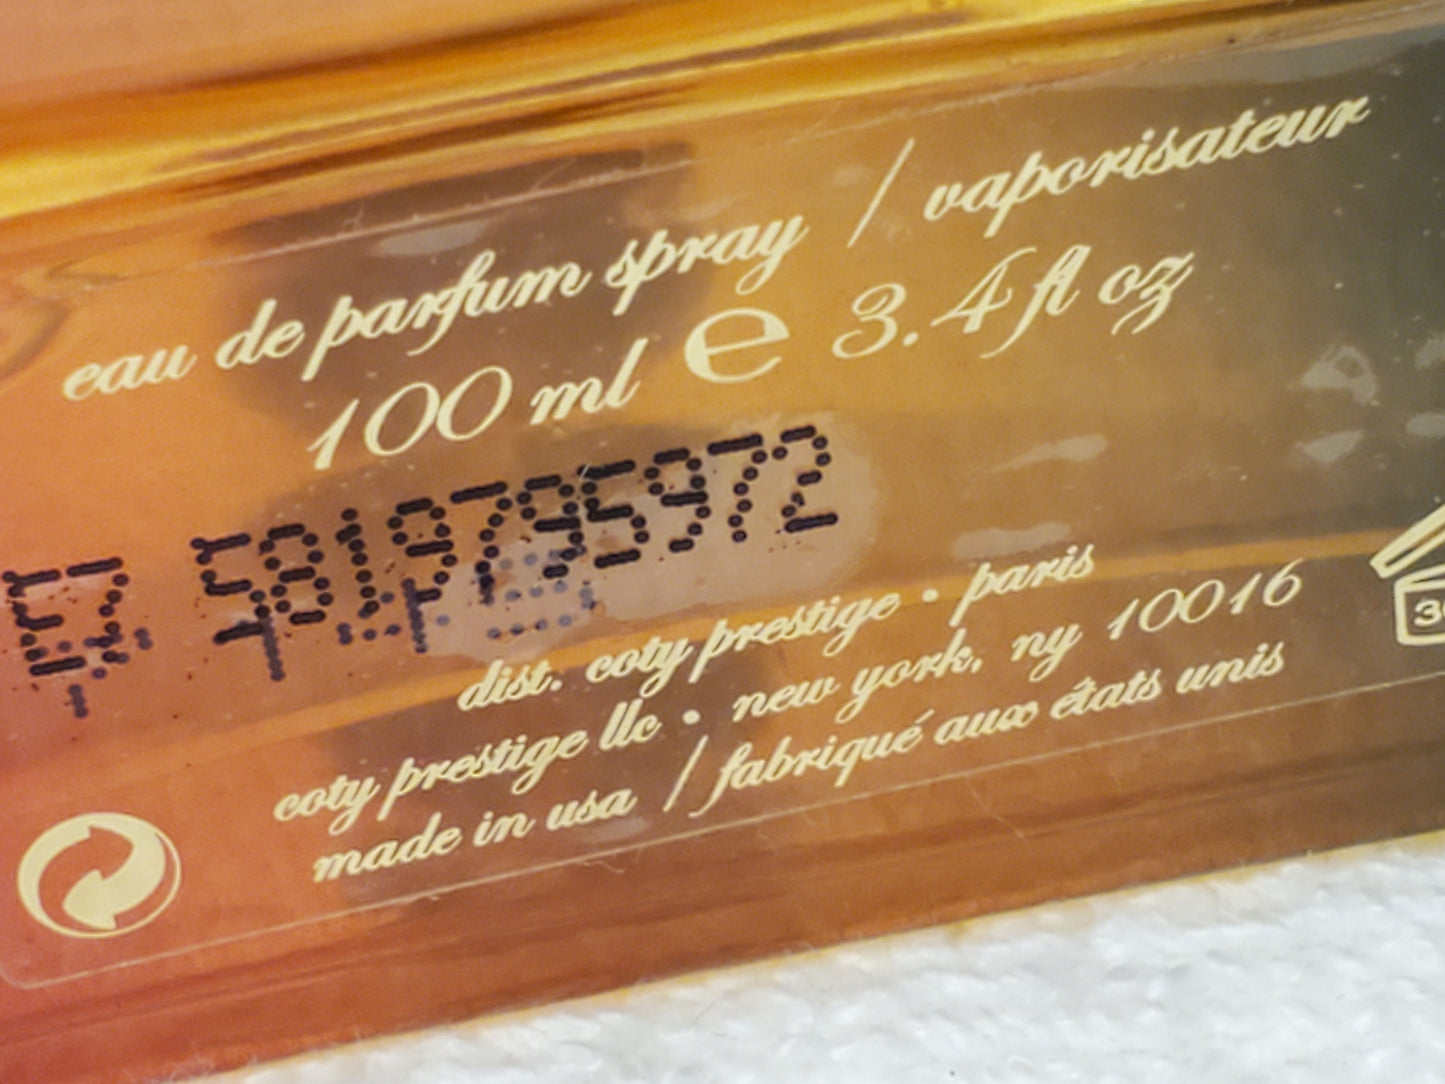 eau de parfum spray / vaporisateur
100 ml e 3.4 fl oz
dist. coty prestige • paris
coty prestige llc • new york, ny 10016
made in usa / fabriqué aux états unis